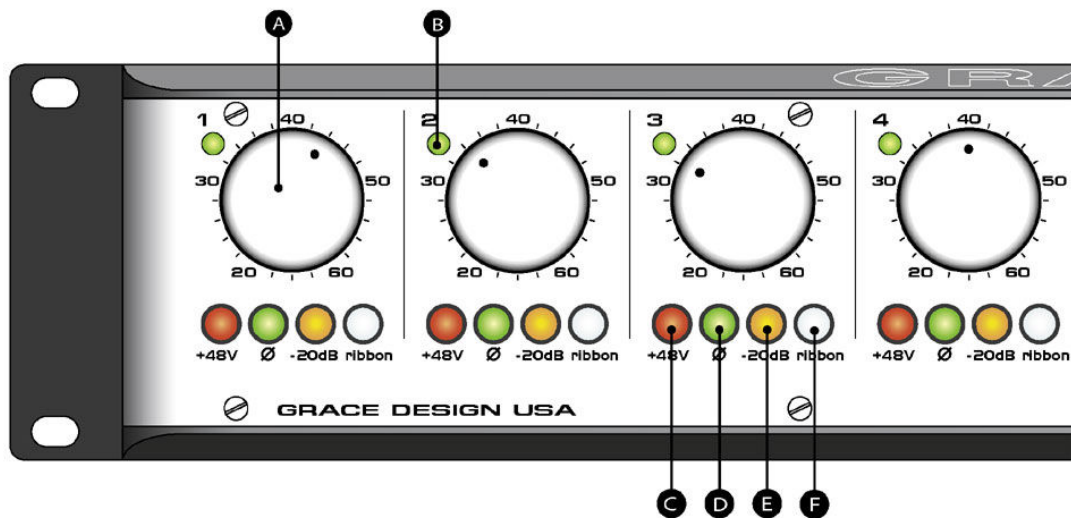 A B
GRA
1 40 2 40 3 40 4 40
30 50 30 50 30 50 30
20 60 20 60 20 60 20 60
+48V Ø -20dB ribbon +48V Ø -20dB ribbon +48V Ø -20dB ribbon +48V Ø -20dB ribbon
GRACE DESIGN USA
C D E F